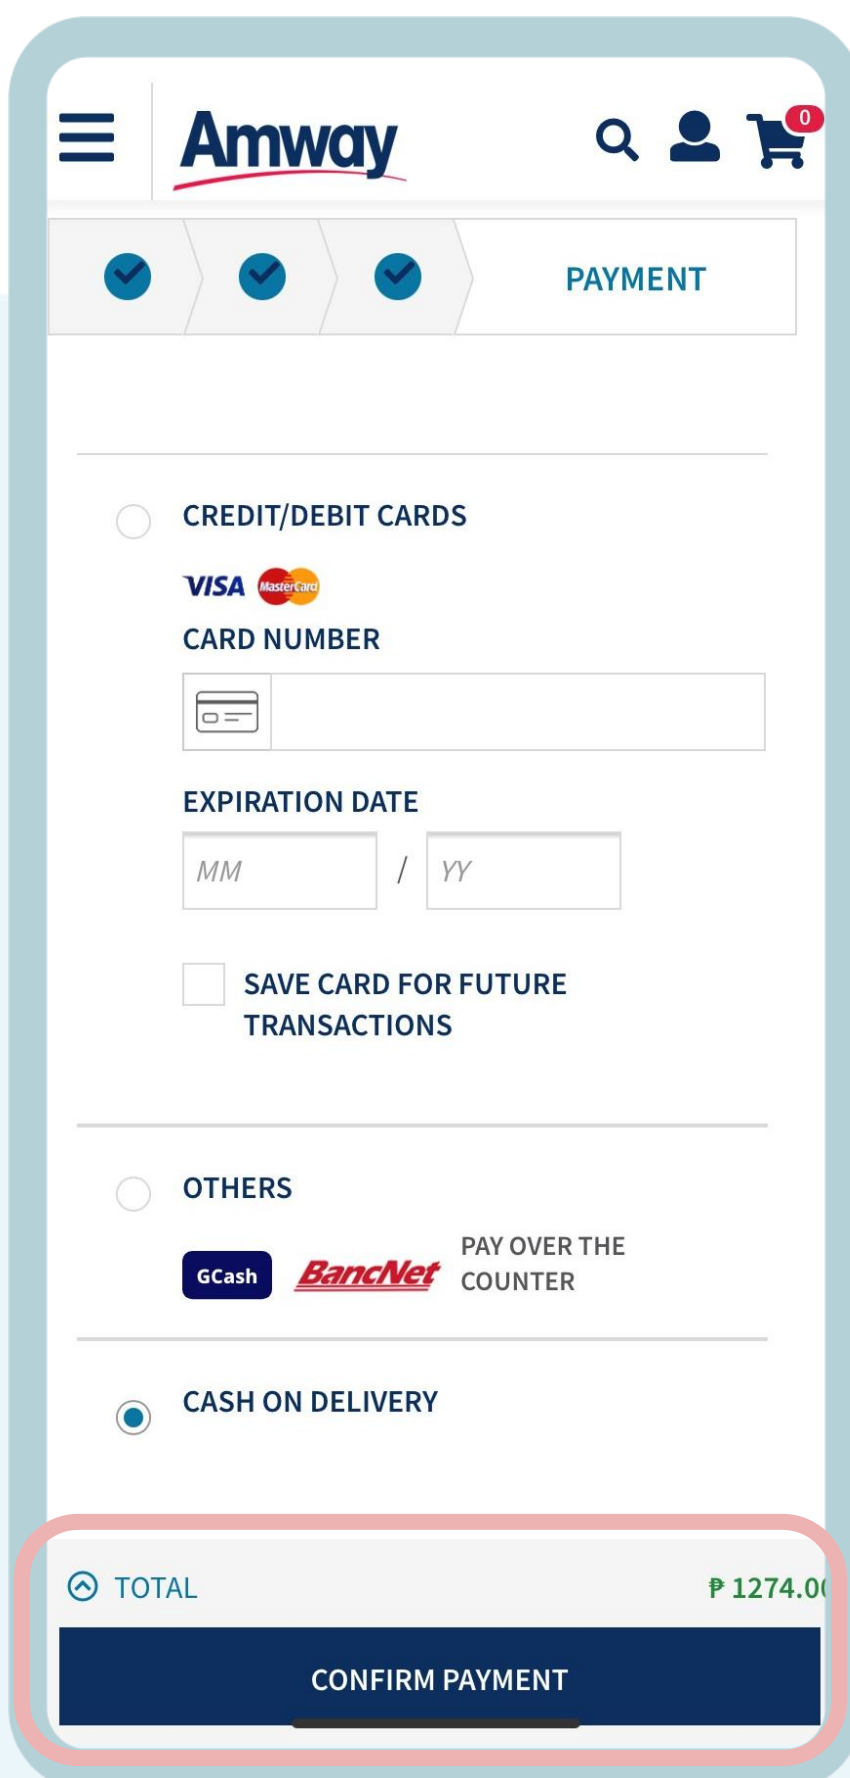 Amway
0
PAYMENT
CREDIT/DEBIT CARDS
VISA MasterCard
CARD NUMBER
EXPIRATION DATE
MM / YY
SAVE CARD FOR FUTURE
TRANSACTIONS
OTHERS
GCash BancNet PAY OVER THE
COUNTER
CASH ON DELIVERY
TOTAL ₱ 1274.00
CONFIRM PAYMENT